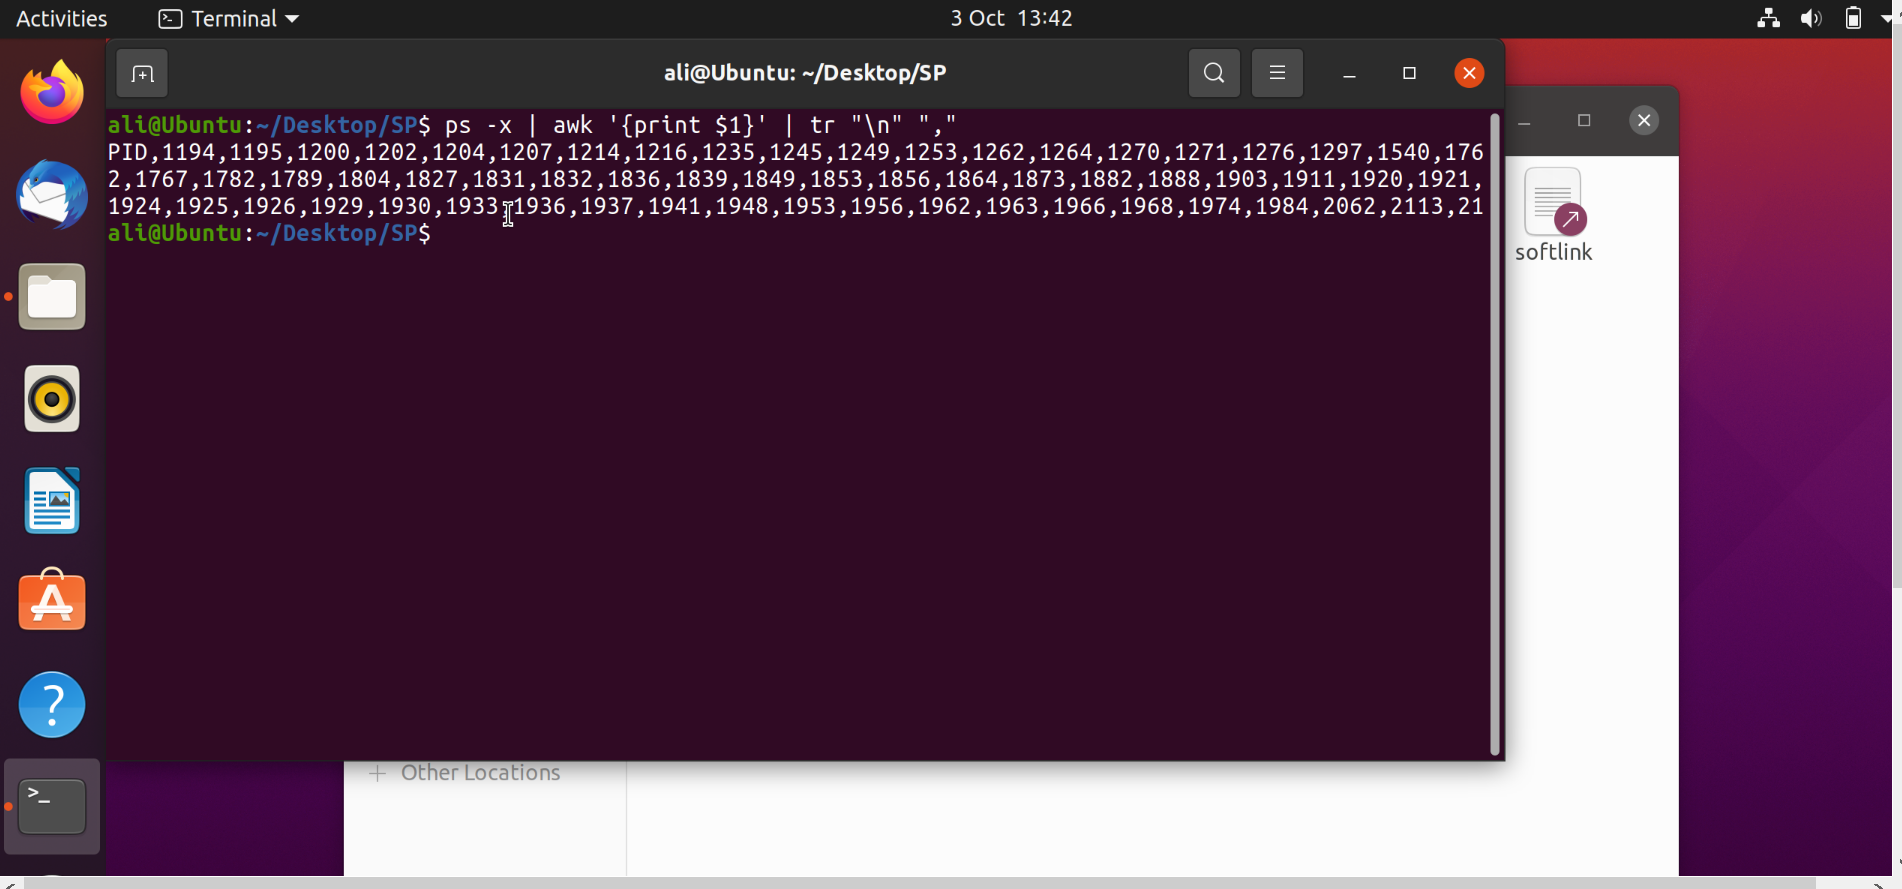 Activities
Terminal
3 Oct 13:42
ali@Ubuntu: ~/Desktop/SP
ali@Ubuntu:~/Desktop/SP$ ps -x | awk '{print $1}' | tr "\n" ","
PID,1194,1195,1200,1202,1204,1207,1214,1216,1235,1245,1249,1253,1262,1264,1270,1271,1276,1297,1540,176
2,1767,1782,1789,1804,1827,1831,1832,1836,1839,1849,1853,1856,1864,1873,1882,1888,1903,1911,1920,1921,
1924,1925,1926,1929,1930,1933,1936,1937,1941,1948,1953,1956,1962,1963,1966,1968,1974,1984,2062,2113,21
ali@Ubuntu:~/Desktop/SP$
softlink
Other Locations